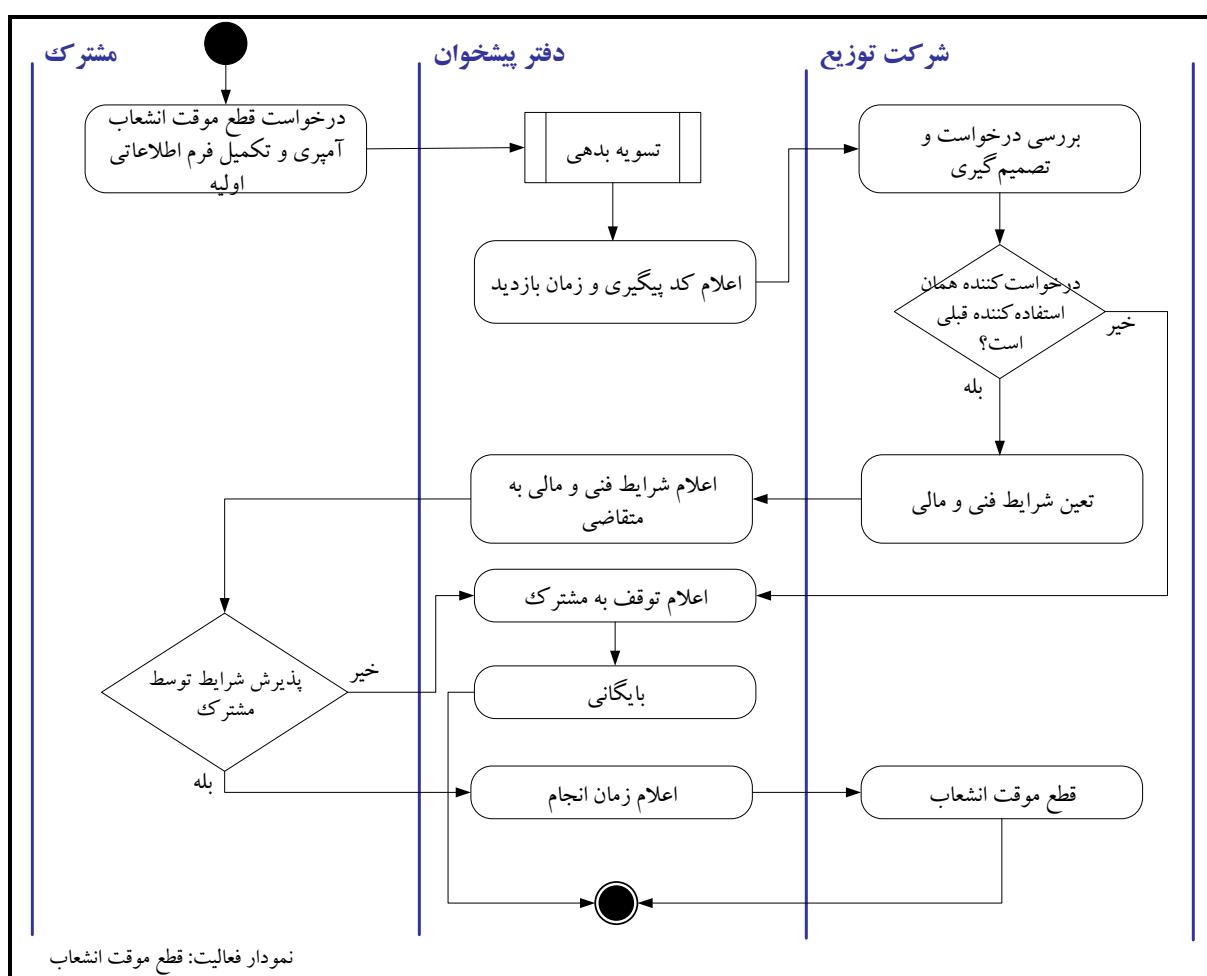 مشترک
دفتر پیشخوان
شرکت توزیع
درخواست قطع موقت انشعاب
آمپری و تکمیل فرم اطلاعاتی
اولیه
تسویه بدهی
اعلام کد پیگیری و زمان بازدید
بررسی درخواست و
تصمیم‌گیری
درخواست‌کننده همان
استفاده‌کننده قبلی
است؟
خیر
بله
تعین شرایط فنی و مالی
اعلام شرایط فنی و مالی به
متقاضی
اعلام توقف به مشترک
بایگانی
پذیرش شرایط توسط
مشترک
خیر
بله
اعلام زمان انجام
قطع موقت انشعاب
نمودار فعالیت: قطع موقت انشعاب